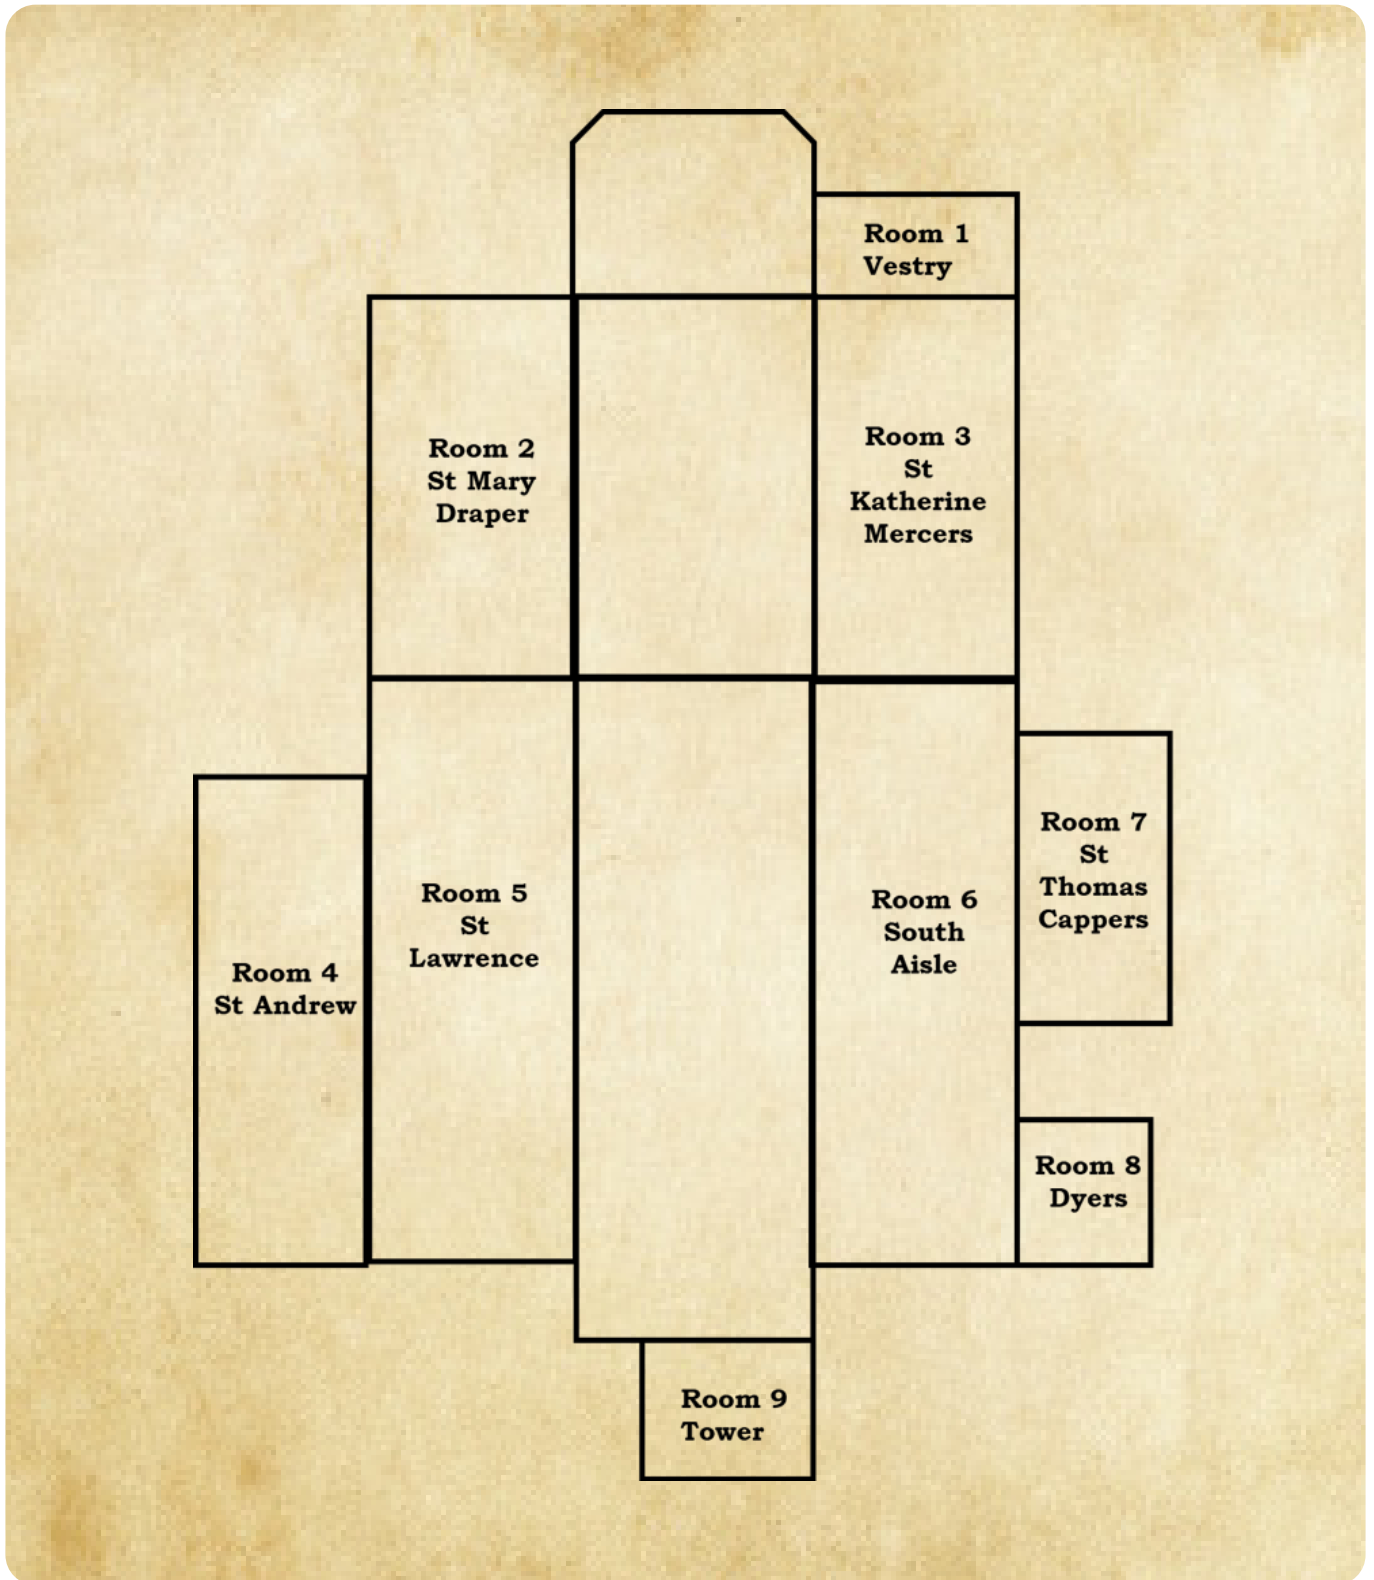 Room 1
Vestry
Room 2
St Mary
Draper
Room 3
St
Katherine
Mercers
Room 4
St Andrew
Room 5
St
Lawrence
Room 6
South
Aisle
Room 7
St
Thomas
Cappers
Room 8
Dyers
Room 9
Tower